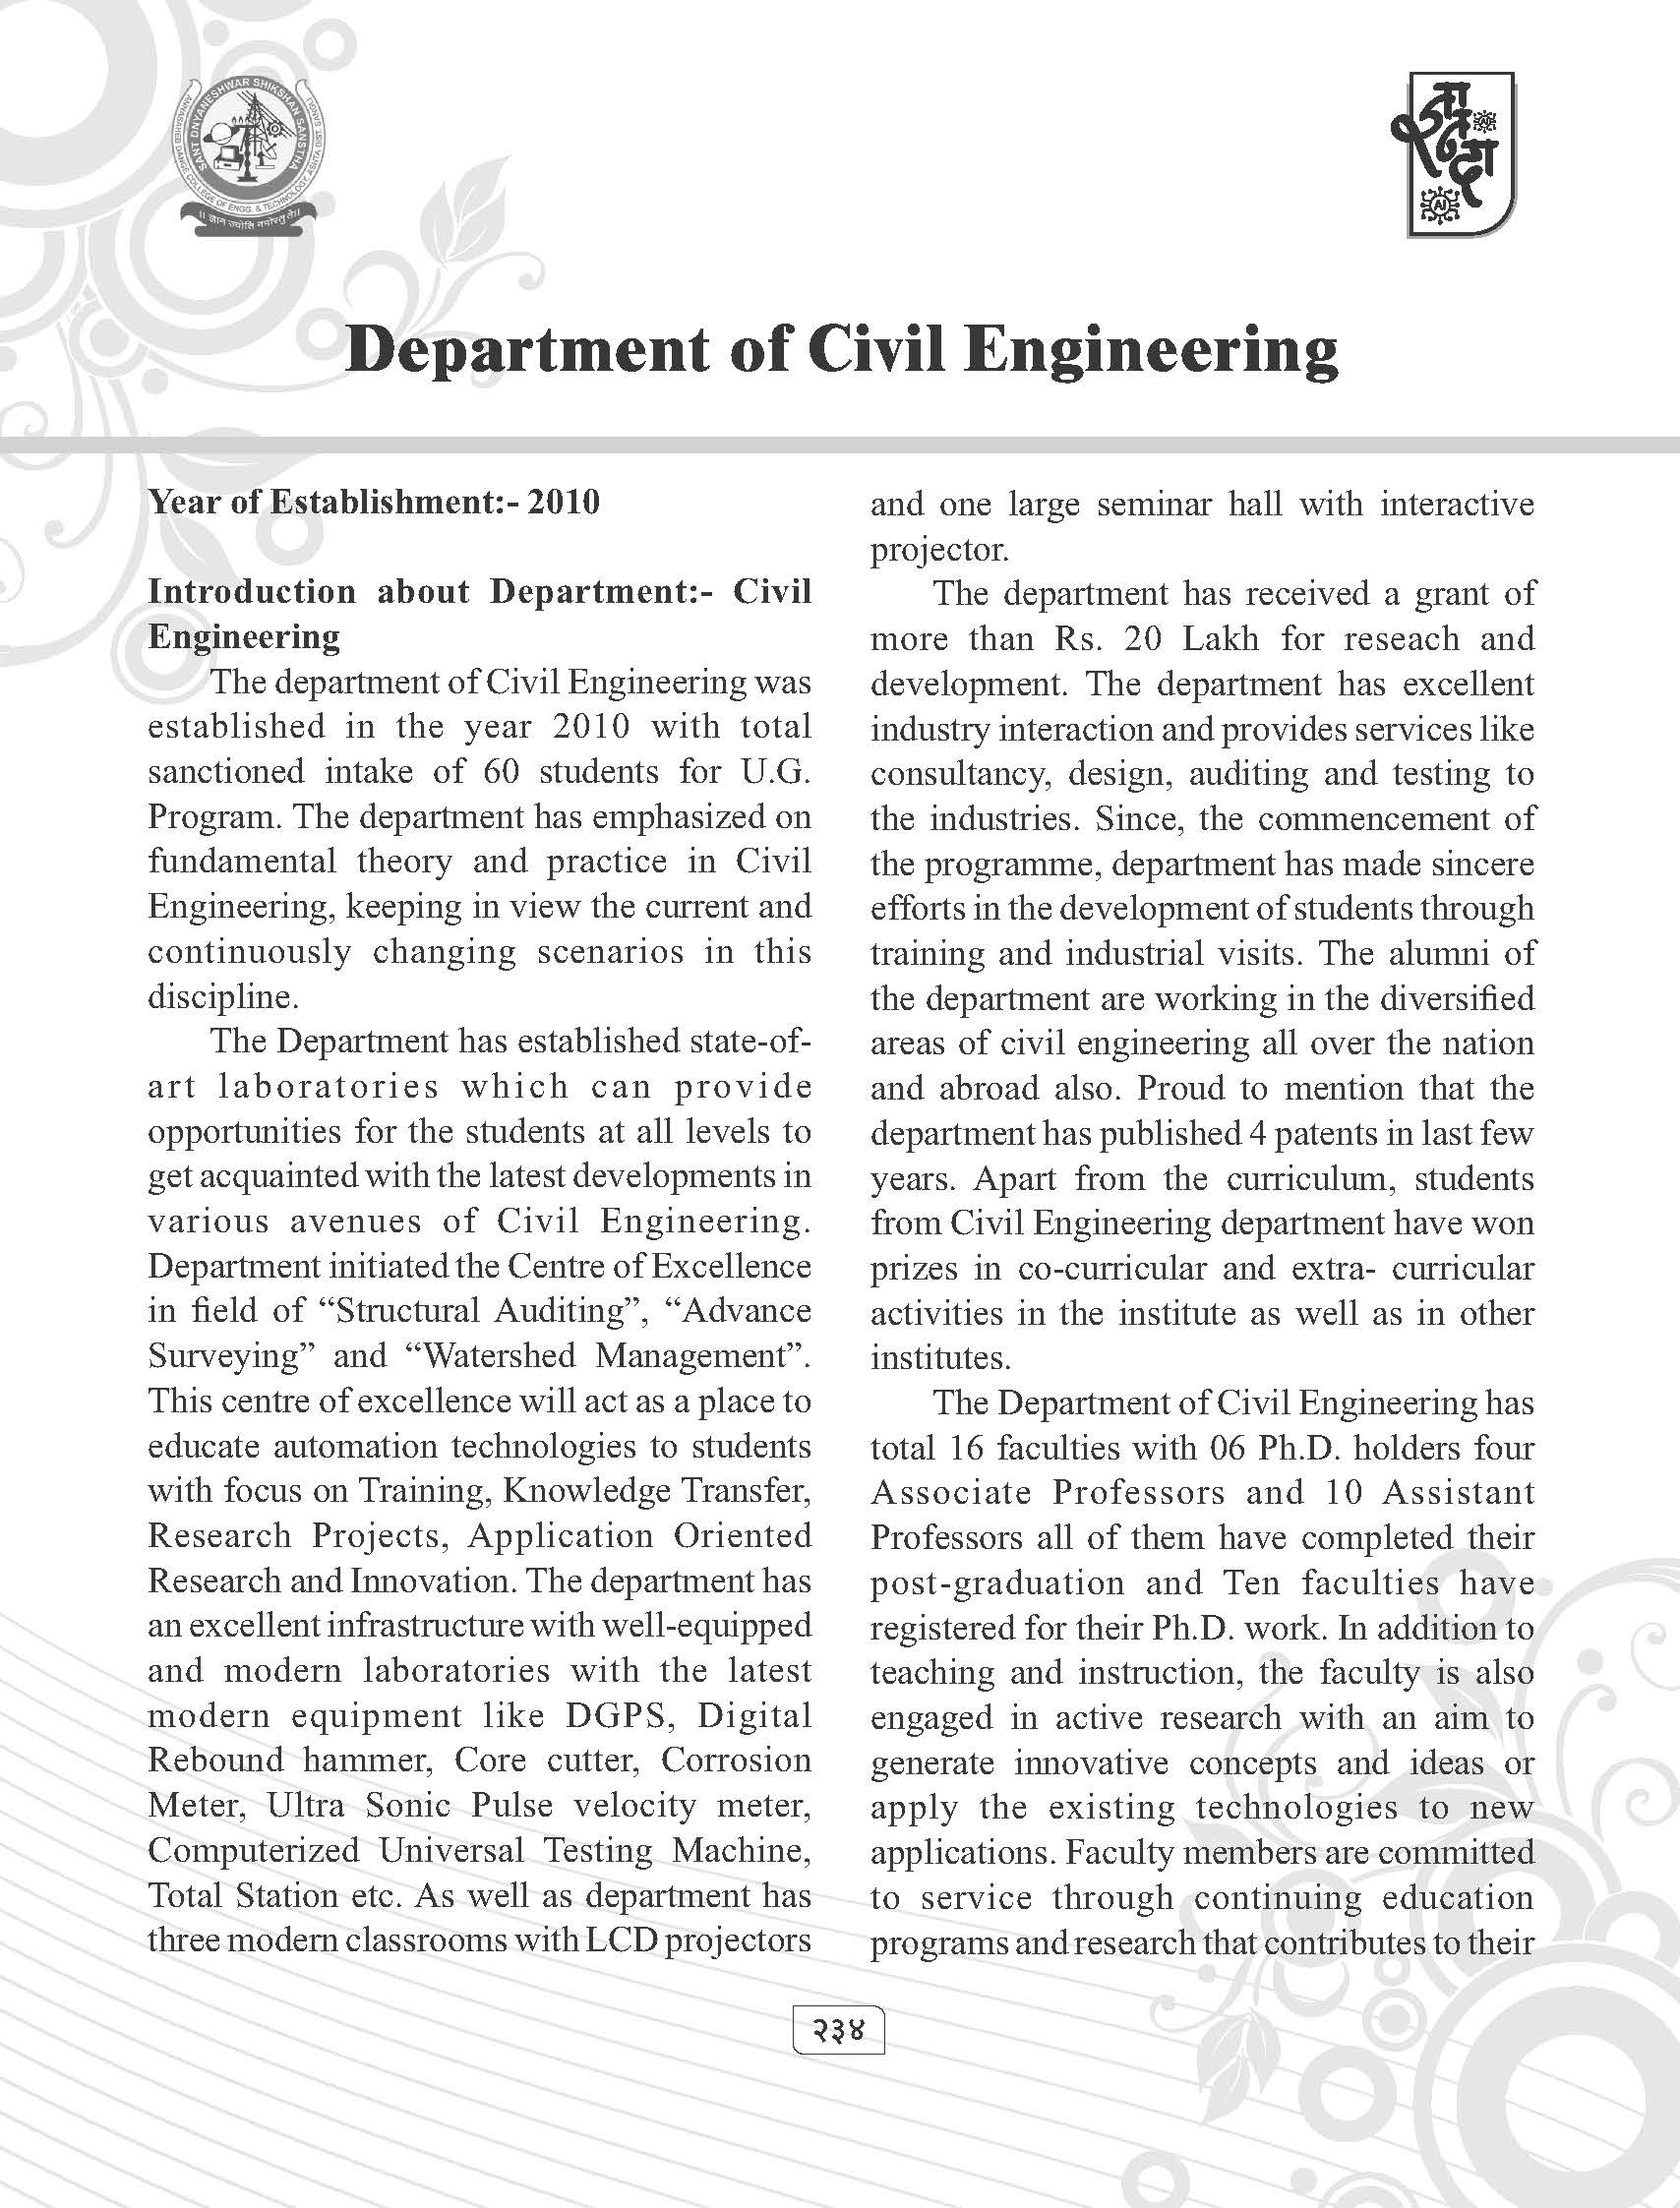 SANT DNYANESHWAR SHIKSHAN SANSTHA
ANNASAHEB DANGE COLLEGE OF ENGG. & TECHNOLOGY, ASHTA DIST. SANGLI
AI
AI
Department of Civil Engineering
Year of Establishment:- 2010
Introduction about Department:- Civil
Engineering
The department of Civil Engineering was
established in the year 2010 with total
sanctioned intake of 60 students for U.G.
Program. The department has emphasized on
fundamental theory and practice in Civil
Engineering, keeping in view the current and
continuously changing scenarios in this
discipline.
The Department has established state-of-
art laboratories which can provide
opportunities for the students at all levels to
get acquainted with the latest developments in
various avenues of Civil Engineering.
Department initiated the Centre of Excellence
in field of “Structural Auditing”, “Advance
Surveying” and “Watershed Management”.
This centre of excellence will act as a place to
educate automation technologies to students
with focus on Training, Knowledge Transfer,
Research Projects, Application Oriented
Research and Innovation. The department has
an excellent infrastructure with well-equipped
and modern laboratories with the latest
modern equipment like DGPS, Digital
Rebound hammer, Core cutter, Corrosion
Meter, Ultra Sonic Pulse velocity meter,
Computerized Universal Testing Machine,
Total Station etc. As well as department has
three modern classrooms with LCD projectors
and one large seminar hall with interactive
projector.
The department has received a grant of
more than Rs. 20 Lakh for reseach and
development. The department has excellent
industry interaction and provides services like
consultancy, design, auditing and testing to
the industries. Since, the commencement of
the programme, department has made sincere
efforts in the development of students through
training and industrial visits. The alumni of
the department are working in the diversified
areas of civil engineering all over the nation
and abroad also. Proud to mention that the
department has published 4 patents in last few
years. Apart from the curriculum, students
from Civil Engineering department have won
prizes in co-curricular and extra- curricular
activities in the institute as well as in other
institutes.
The Department of Civil Engineering has
total 16 faculties with 06 Ph.D. holders four
Associate Professors and 10 Assistant
Professors all of them have completed their
post-graduation and Ten faculties have
registered for their Ph.D. work. In addition to
teaching and instruction, the faculty is also
engaged in active research with an aim to
generate innovative concepts and ideas or
apply the existing technologies to new
applications. Faculty members are committed
to service through continuing education
programs and research that contributes to their
२३४